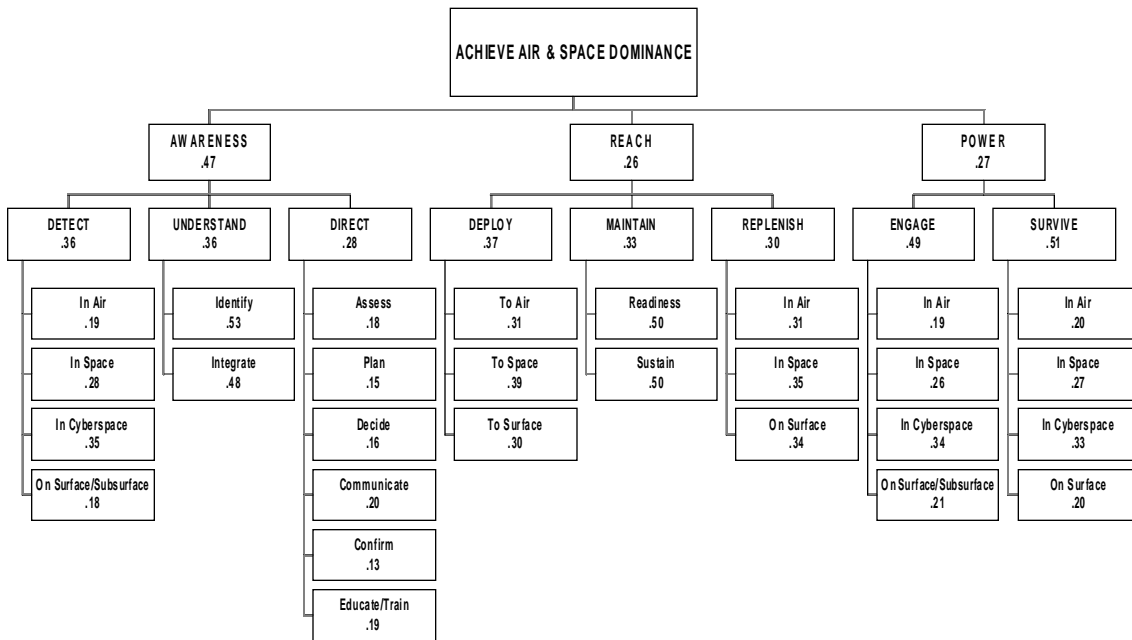 ACHIEVE AIR & SPACE DOMINANCE
AWARENESS
.47
REACH
.26
POWER
.27
DETECT
.36
UNDERSTAND
.36
DIRECT
.28
DEPLOY
.37
MAINTAIN
.33
REPLENISH
.30
ENGAGE
.49
SURVIVE
.51
In Air
.19
In Space
.28
In Cyberspace
.35
On Surface/Subsurface
.18
Identify
.53
Integrate
.48
Assess
.18
Plan
.15
Decide
.16
Communicate
.20
Confirm
.13
Educate/Train
.19
To Air
.31
To Space
.39
To Surface
.30
Readiness
.50
Sustain
.50
In Air
.31
In Space
.35
On Surface
.34
In Air
.19
In Space
.26
In Cyberspace
.34
On Surface/Subsurface
.21
In Air
.20
In Space
.27
In Cyberspace
.33
On Surface
.20